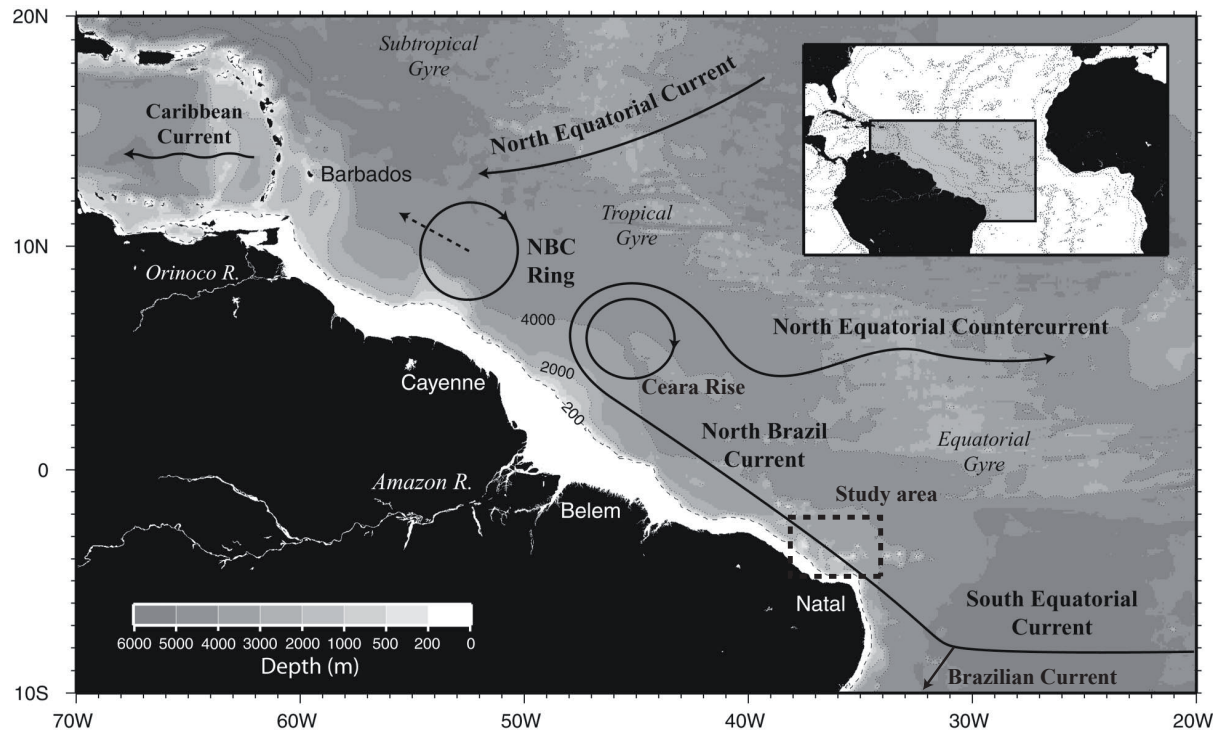 20N
Subtropical
Gyre
Caribbean
Current
North Equatorial Current
Barbados
Tropical
Gyre
10N
Orinoco R.
NBC
Ring
4000
North Equatorial Countercurrent
2000
Cayenne
Ceara Rise
200
North Brazil
Current
Equatorial
Gyre
0
Amazon R.
Study area
Belem
Natal
South Equatorial
Current
6000 5000 4000 3000 2000 1000 500 200 0
Depth (m)
Brazilian Current
10S
70W 60W 50W 40W 30W 20W